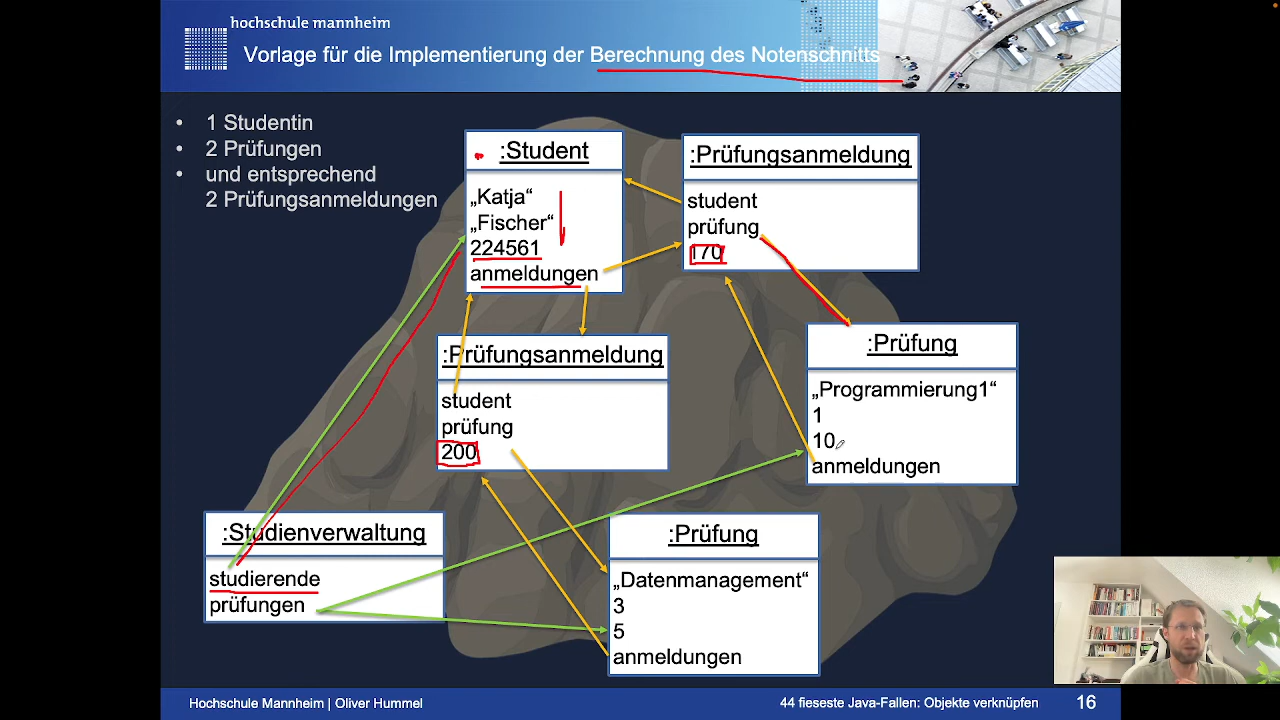 hochschule mannheim
Vorlage für die Implementierung der Berechnung des Notenschnitts
• 1 Studentin
• 2 Prüfungen
• und entsprechend
2 Prüfungsanmeldungen
:Student
„Katja“
„Fischer“
224561
anmeldungen
:Prüfungsanmeldung
student
prüfung
170
:Prüfungsanmeldung
student
prüfung
200
:Prüfung
„Programmierung1“
1
10
anmeldungen
:Studienverwaltung
studierende
prüfungen
:Prüfung
„Datenmanagement“
3
5
anmeldungen
Hochschule Mannheim | Oliver Hummel
44 fieseste Java-Fallen: Objekte verknüpfen
16